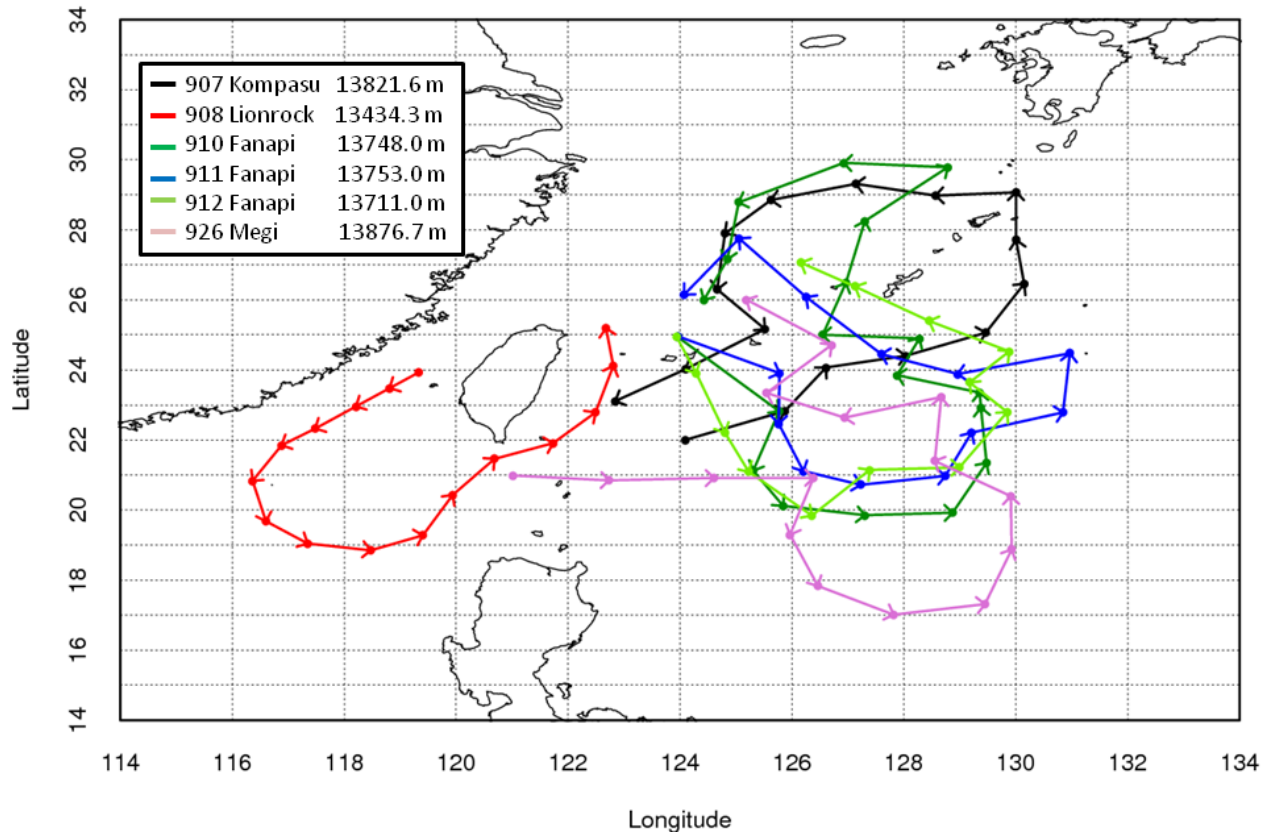 34
32
30
28
26
24
22
20
18
16
14
Latitude
907 Kompasu 13821.6 m
908 Lionrock 13434.3 m
910 Fanapi 13748.0 m
911 Fanapi 13753.0 m
912 Fanapi 13711.0 m
926 Megi 13876.7 m
114 116 118 120 122 124 126 128 130 132 134
Longitude